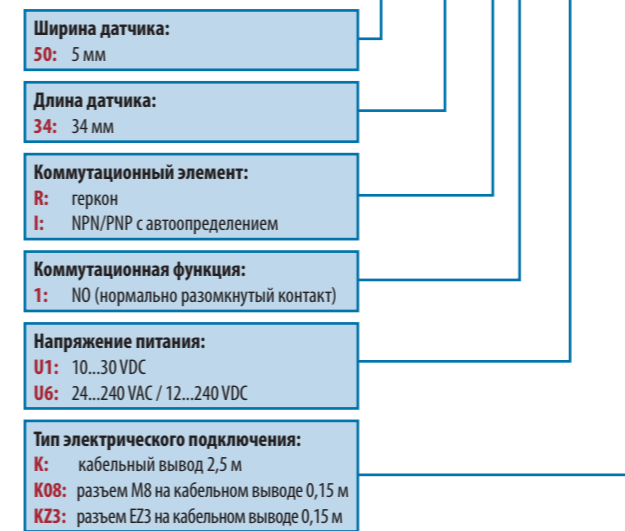 Ширина датчика:
50: 5 мм
Длина датчика:
34: 34 мм
Коммутационный элемент:
R: геркон
I: NPN/PNP с автоопределением
Коммутационная функция:
1: NO (нормально разомкнутый контакт)
Напряжение питания:
U1: 10...30 VDC
U6: 24...240 VAC / 12...240 VDC
Тип электрического подключения:
K: кабельный вывод 2,5 м
K08: разъем M8 на кабельном выводе 0,15 м
KZ3: разъем EZ3 на кабельном выводе 0,15 м